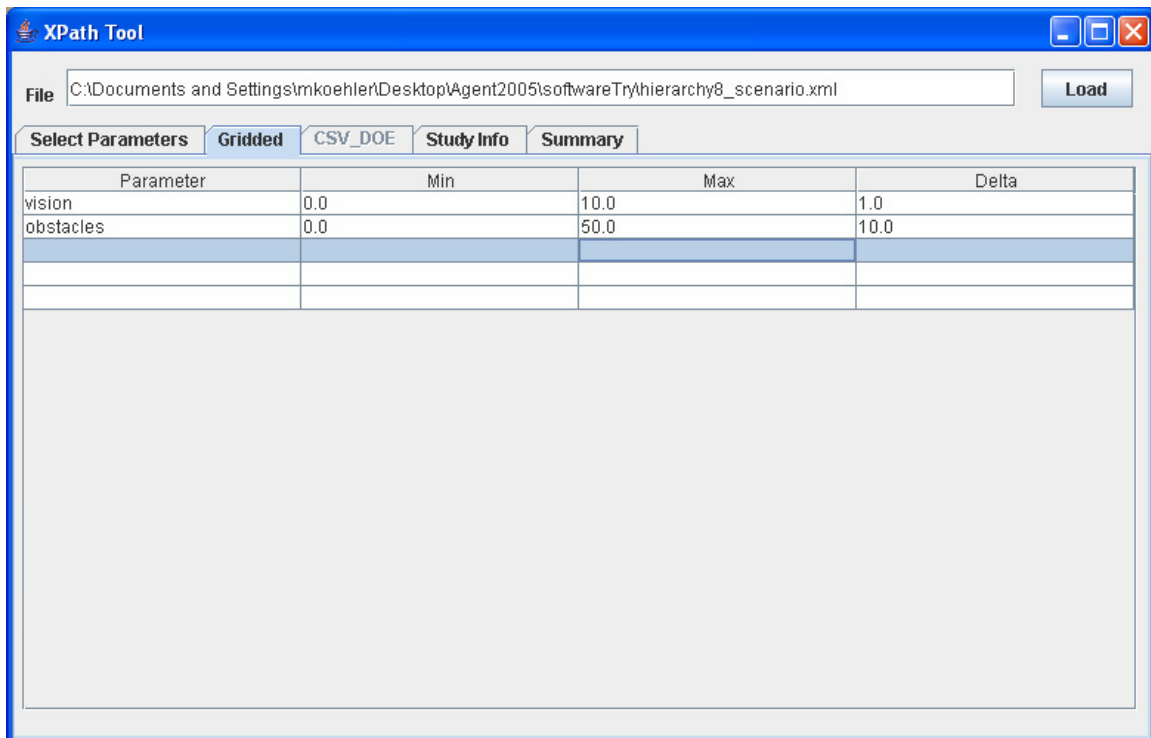 XPath Tool
File C:\Documents and Settings\mkoehler\Desktop\Agent2005\softwareTry\hierarchy8_scenario.xml Load
Select Parameters Gridded CSV_DOE Study Info Summary
Parameter Min Max Delta
vision 0.0 10.0 1.0
obstacles 0.0 50.0 10.0